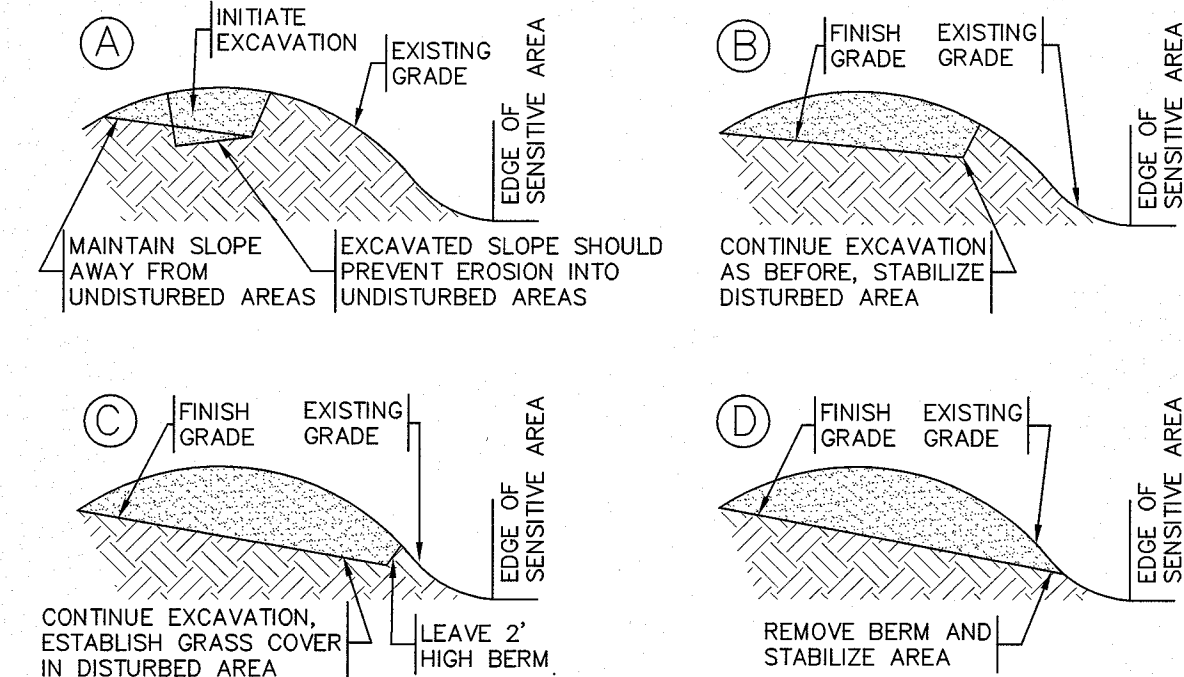 A
INITIATE
EXCAVATION
EXISTING
GRADE
EDGE OF
SENSITIVE AREA
MAINTAIN SLOPE
AWAY FROM
UNDISTURBED AREAS
EXCAVATED SLOPE SHOULD
PREVENT EROSION INTO
UNDISTURBED AREAS
B
FINISH
GRADE
EXISTING
GRADE
EDGE OF
SENSITIVE AREA
CONTINUE EXCAVATION
AS BEFORE, STABILIZE
DISTURBED AREA
C
FINISH
GRADE
EXISTING
GRADE
EDGE OF
SENSITIVE AREA
CONTINUE EXCAVATION,
ESTABLISH GRASS COVER
IN DISTURBED AREA
LEAVE 2'
HIGH BERM
D
FINISH
GRADE
EXISTING
GRADE
EDGE OF
SENSITIVE AREA
REMOVE BERM AND
STABILIZE AREA